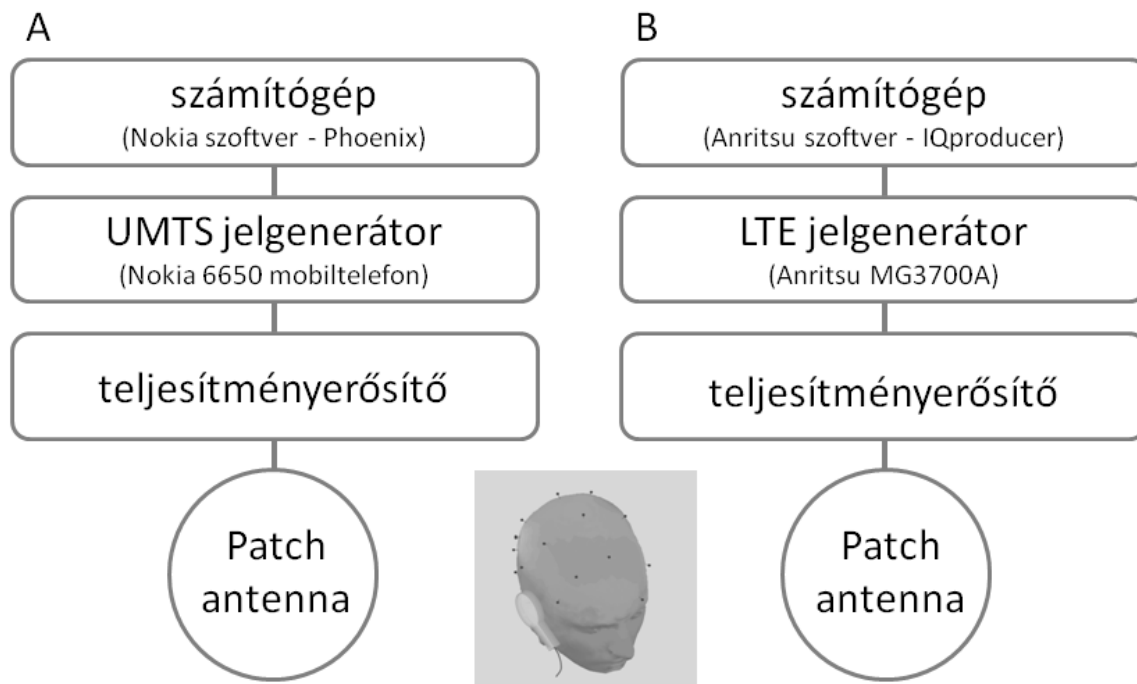 A
számítógép
(Nokia szoftver - Phoenix)
UMTS jelgenerátor
(Nokia 6650 mobiltelefon)
teljesítményerősítő
Patch
antenna
B
számítógép
(Anritsu szoftver - IQproducer)
LTE jelgenerátor
(Anritsu MG3700A)
teljesítményerősítő
Patch
antenna